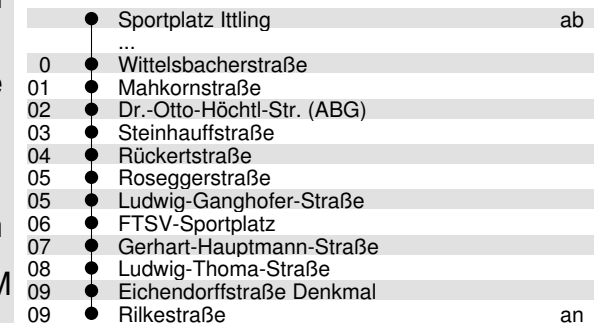 Sportplatz Ittling ab
...
0 Wittelsbacherstraße
01 Mahkornstraße
02 Dr.-Otto-Höchtl-Str. (ABG)
03 Steinhauffstraße
04 Rückertstraße
05 Roseggerstraße
05 Ludwig-Ganghofer-Straße
06 FTSV-Sportplatz
07 Gerhart-Hauptmann-Straße
08 Ludwig-Thoma-Straße
09 Eichendorffstraße Denkmal
09 Rilkestraße an